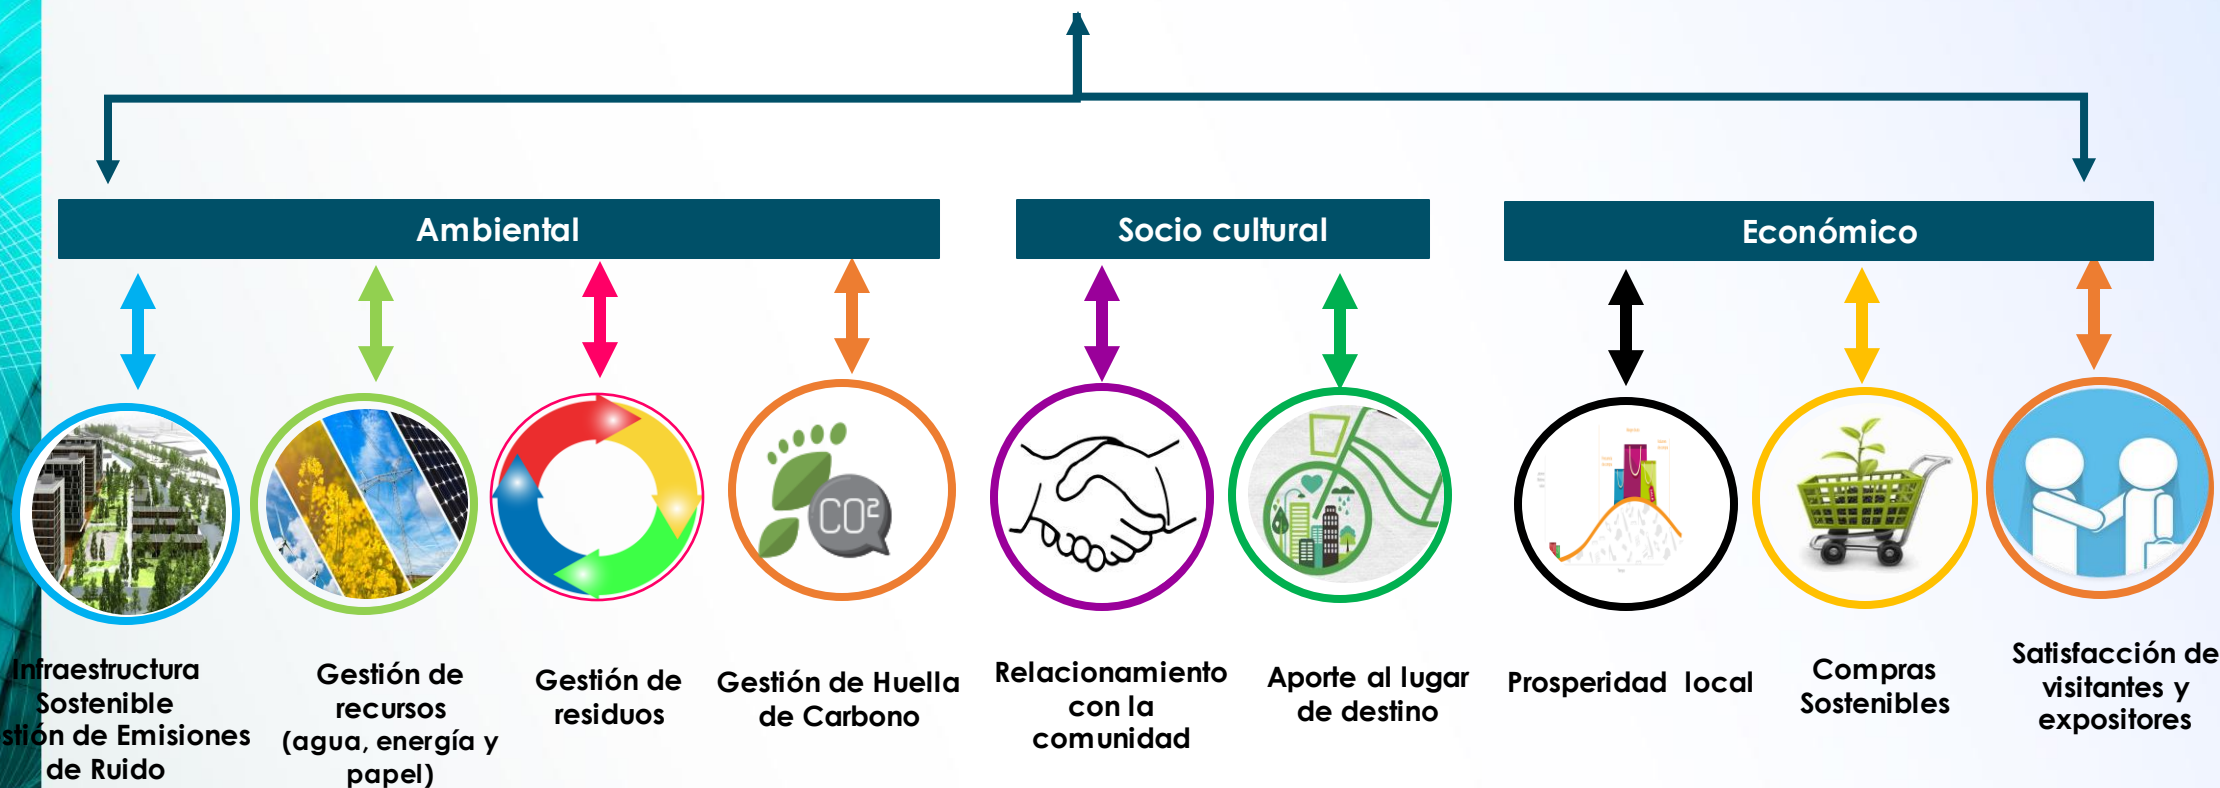 Ambiental
Socio cultural
Económico
CO²
Infraestructura
Sostenible
stión de Emisiones
de Ruido
Gestión de
recursos
(agua, energía y
papel)
Gestión de
residuos
Gestión de Huella
de Carbono
Relacionamiento
con la
comunidad
Aporte al lugar
de destino
Prosperidad local
Compras
Sostenibles
Satisfacción de
visitantes y
expositores